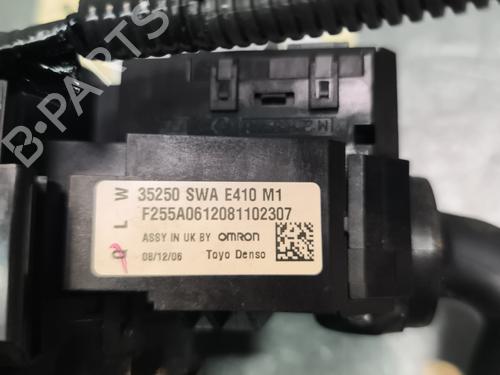 B-PARTS
35250 SWA E410 M1
F255A0612081102307
ASSY IN UK BY OMRON
08/12/06 Toyo Denso
Q L W